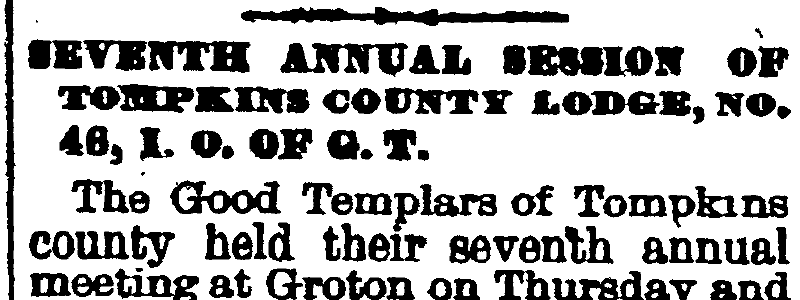 SEVENTH ANNUAL SESSION OF
TOMPKINS COUNTY LODGE, NO.
46, I. O. OF G. T.
The Good Templars of Tompkins
county held their seventh annual
meeting at Groton on Thursday and